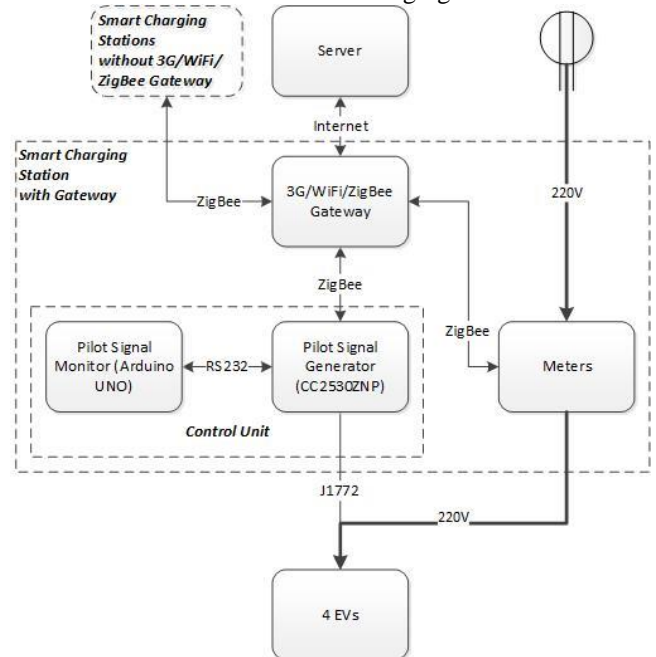 Smart Charging
Stations
without 3G/WiFi/
ZigBee Gateway
Server
Internet
Smart Charging
Station
with Gateway
3G/WiFi/ZigBee
Gateway
ZigBee
220V
ZigBee
ZigBee
Pilot Signal
Monitor (Arduino
UNO)
RS232
Pilot Signal
Generator
(CC2530ZNP)
Meters
Control Unit
J1772
220V
4 EVs